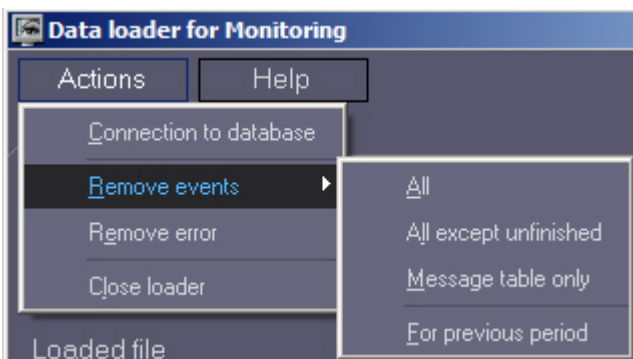 Data loader for Monitoring
Actions Help
Connection to database
Remove events
Remove error
Close loader
All
All except unfinished
Message table only
For previous period
Loaded file